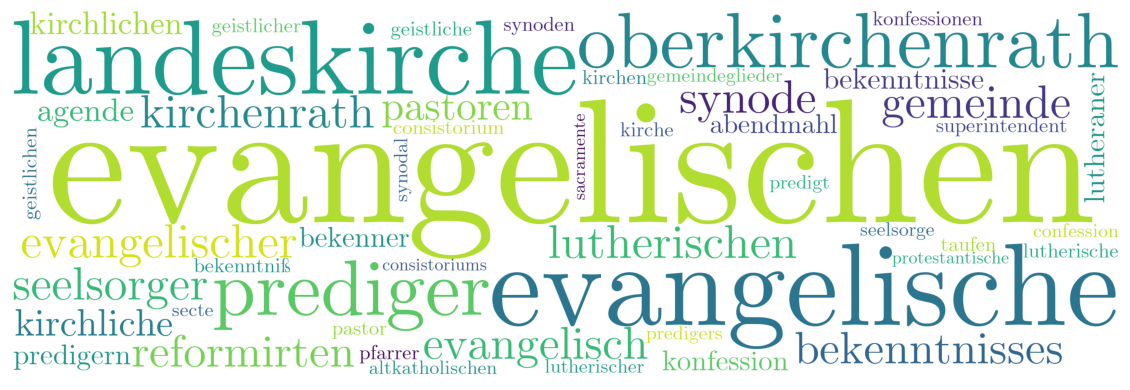 kirchlichen geistlicher geistliche synoden konfessionen
landeskirche oberkirchenrath
kirchen gemeindeglieder bekenntnisse
agende kirchenrath pastoren synode gemeinde lutheraner
consistorium sacramente kirche abendmahl superintendent
geistlichen evangelischen synodal predigt
evangelischer bekenner lutherischen seelsorge confession
taufen lutherische
bekenntniß consistoriums protestantische
seelsorger prediger evangelische
kirchliche secte
pastor predigers
predigern reformirten pfarrer evangelisch konfession bekenntnisses
altkatholischen lutherischer